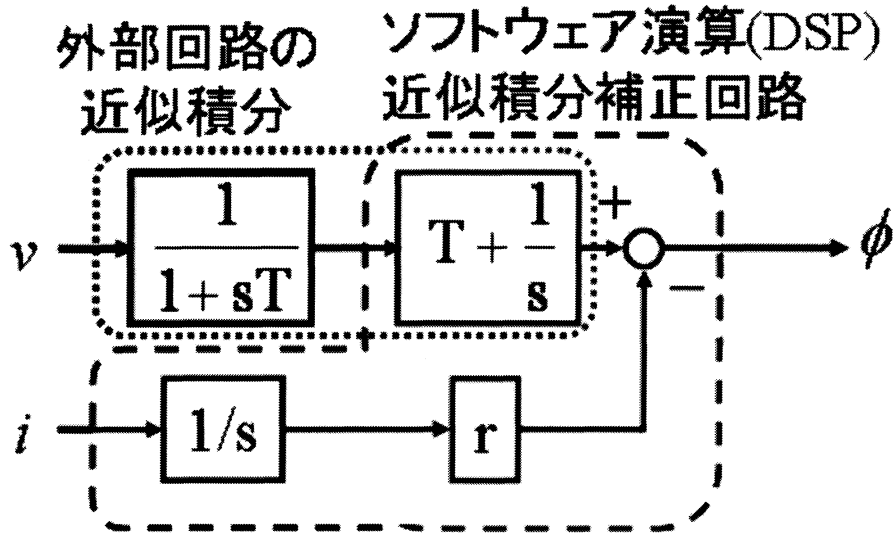 外部回路の
近似積分
ソフトウェア演算(DSP)
近似積分補正回路
v
1
1+sT
T + 1
s
+
−
ϕ
i
1/s
r